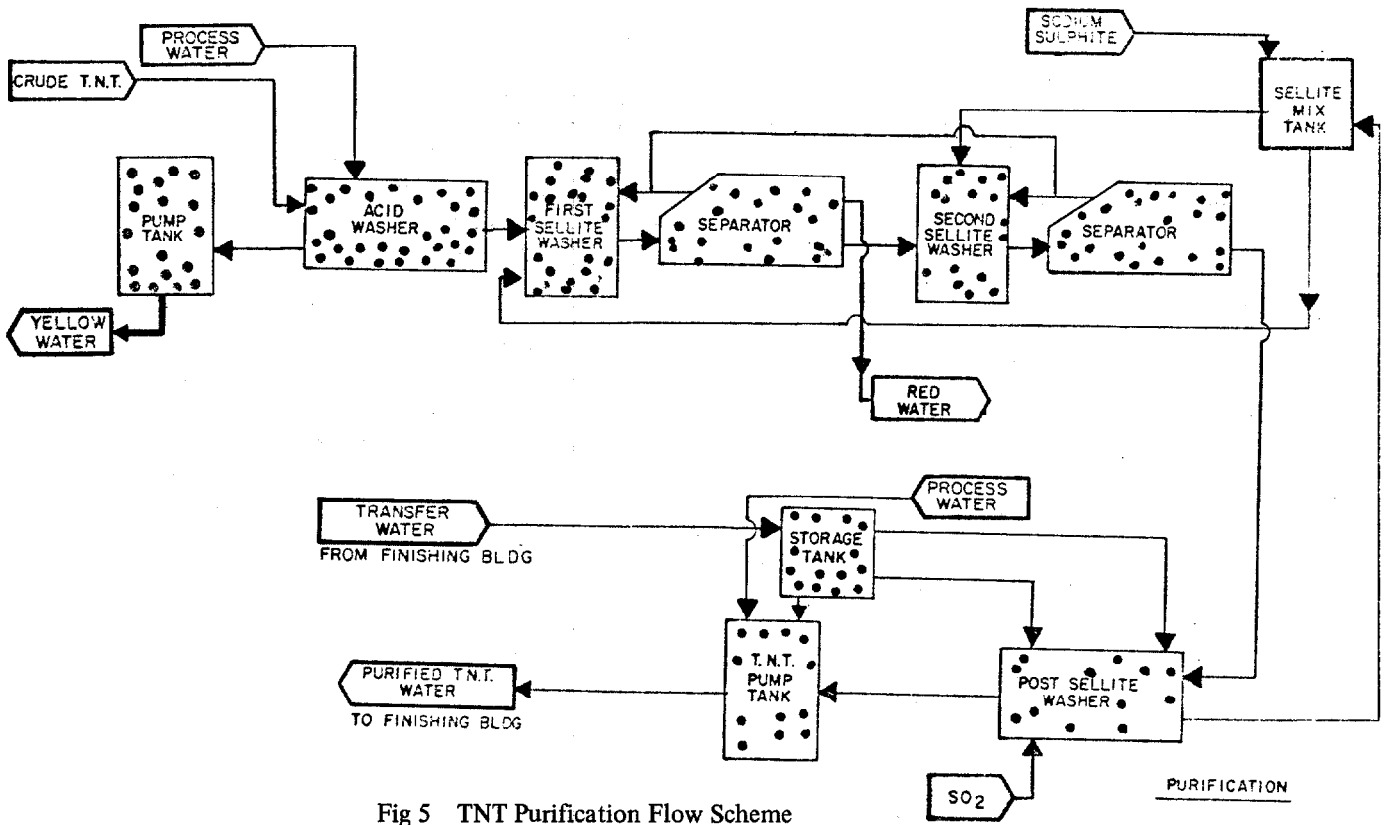 PROCESS
WATER
SODIUM
SULPHITE
CRUDE T.N.T.
SELLITE
MIX
TANK
PUMP
TANK
ACID
WASHER
FIRST
SELLITE
WASHER
SEPARATOR
SECOND
SELLITE
WASHER
SEPARATOR
YELLOW
WATER
RED
WATER
TRANSFER
WATER
FROM FINISHING BLDG
PROCESS
WATER
STORAGE
TANK
PURIFIED T.N.T.
WATER
TO FINISHING BLDG
T.N.T.
PUMP
TANK
POST SELLITE
WASHER
SO2
PURIFICATION
Fig 5 TNT Purification Flow Scheme